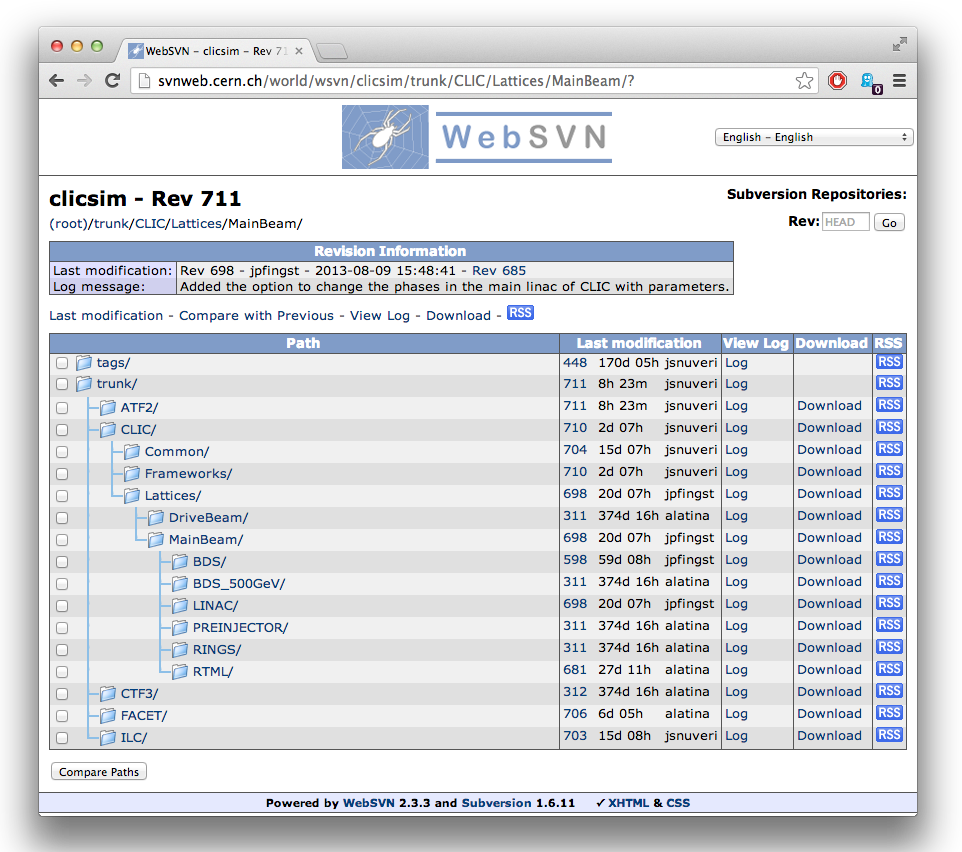 WebSVN - clicsim - Rev 71
svnweb.cern.ch/world/wsvn/clicsim/trunk/CLIC/Lattices/MainBeam/?
0
WebSVN
English - English
clicsim - Rev 711
Subversion Repositories:
(root)/trunk/CLIC/Lattices/MainBeam/
Rev: HEAD Go
Revision Information
Last modification: Rev 698 - jpfingst - 2013-08-09 15:48:41 - Rev 685
Log message: Added the option to change the phases in the main linac of CLIC with parameters.
Last modification - Compare with Previous - View Log - Download - RSS
Path Last modification View Log Download RSS
tags/ 448 170d 05h jsnuveri Log RSS
trunk/ 711 8h 23m jsnuveri Log RSS
ATF2/ 711 8h 23m jsnuveri Log Download RSS
CLIC/ 710 2d 07h jsnuveri Log Download RSS
Common/ 704 15d 07h jsnuveri Log Download RSS
Frameworks/ 710 2d 07h jsnuveri Log Download RSS
Lattices/ 698 20d 07h jpfingst Log Download RSS
DriveBeam/ 311 374d 16h alatina Log Download RSS
MainBeam/ 698 20d 07h jpfingst Log Download RSS
BDS/ 598 59d 08h jpfingst Log Download RSS
BDS_500GeV/ 311 374d 16h alatina Log Download RSS
LINAC/ 698 20d 07h jpfingst Log Download RSS
PREINJECTOR/ 311 374d 16h alatina Log Download RSS
RINGS/ 311 374d 16h alatina Log Download RSS
RTML/ 681 27d 11h alatina Log Download RSS
CTF3/ 312 374d 16h alatina Log Download RSS
FACET/ 706 6d 05h alatina Log Download RSS
ILC/ 703 15d 08h jsnuveri Log Download RSS
Compare Paths
Powered by WebSVN 2.3.3 and Subversion 1.6.11 ✓ XHTML & CSS